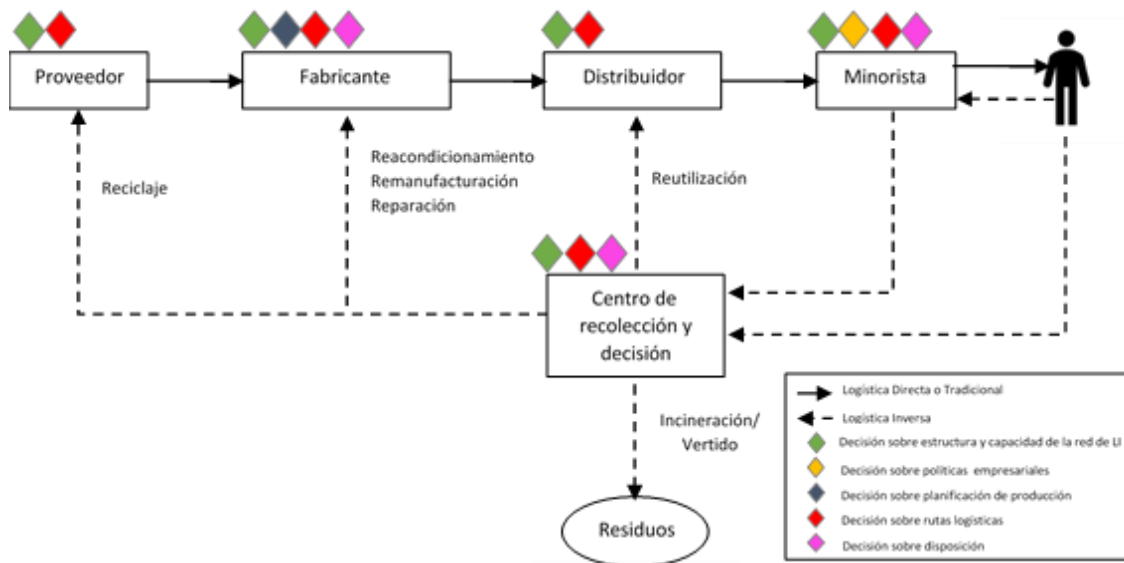 Proveedor
Fabricante
Distribuidor
Minorista
Reciclaje
Reacondicionamiento
Remanufacturación
Reparación
Reutilización
Centro de
recolección y
decisión
Incineración/
Vertido
Residuos
Logística Directa o Tradicional
Logística Inversa
Decisión sobre estructura y capacidad de la red de LI
Decisión sobre políticas empresariales
Decisión sobre planificación de producción
Decisión sobre rutas logísticas
Decisión sobre disposición